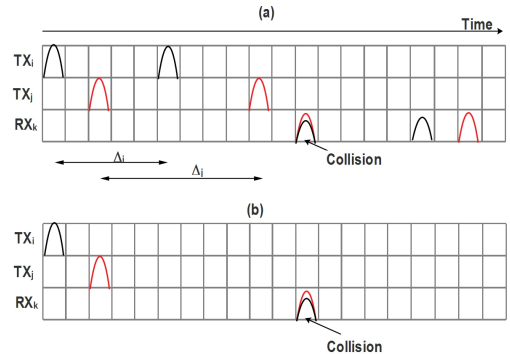 (a)
Time
TXi
TXj
RXk
Δi
Collision
Δj
(b)
TXi
TXj
RXk
Collision